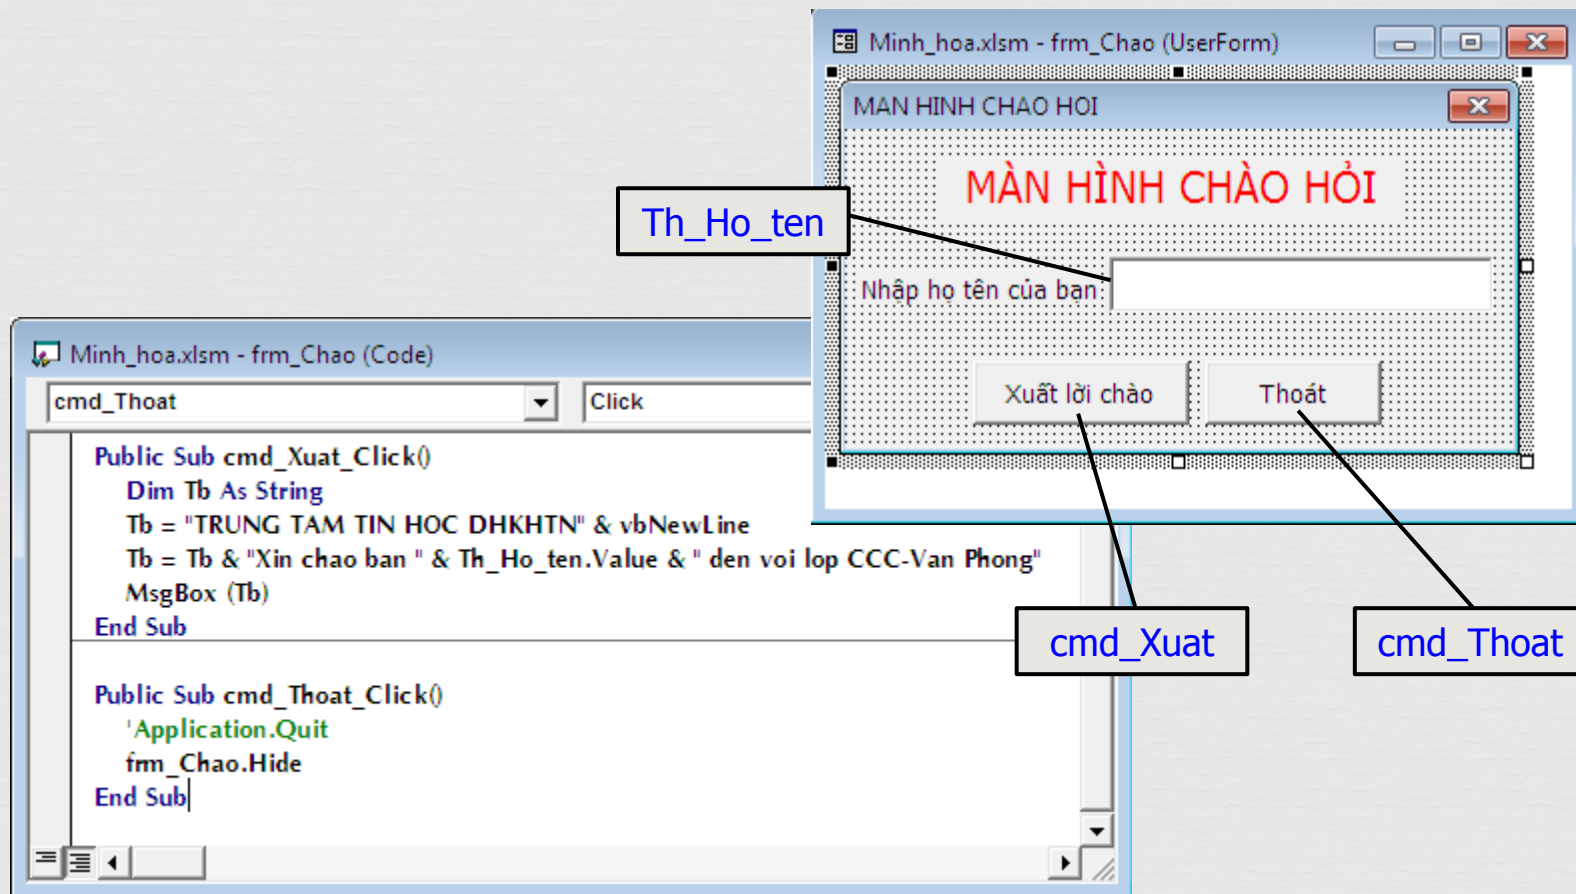 Minh_hoa.xlsm - frm_Chao (UserForm)
MAN HINH CHAO HOI
MÀN HÌNH CHÀO HỎI
Th_Ho_ten
Nhập họ tên của bạn:
Xuất lời chào
Thoát
cmd_Xuat
cmd_Thoat
Minh_hoa.xlsm - frm_Chao (Code)
cmd_Thoat
Click
Public Sub cmd_Xuat_Click()
Dim Tb As String
Tb = "TRUNG TAM TIN HOC DHKHTN" & vbNewLine
Tb = Tb & "Xin chao ban " & Th_Ho_ten.Value & " den voi lop CCC-Van Phong"
MsgBox (Tb)
End Sub
Public Sub cmd_Thoat_Click()
'Application.Quit
frm_Chao.Hide
End Sub